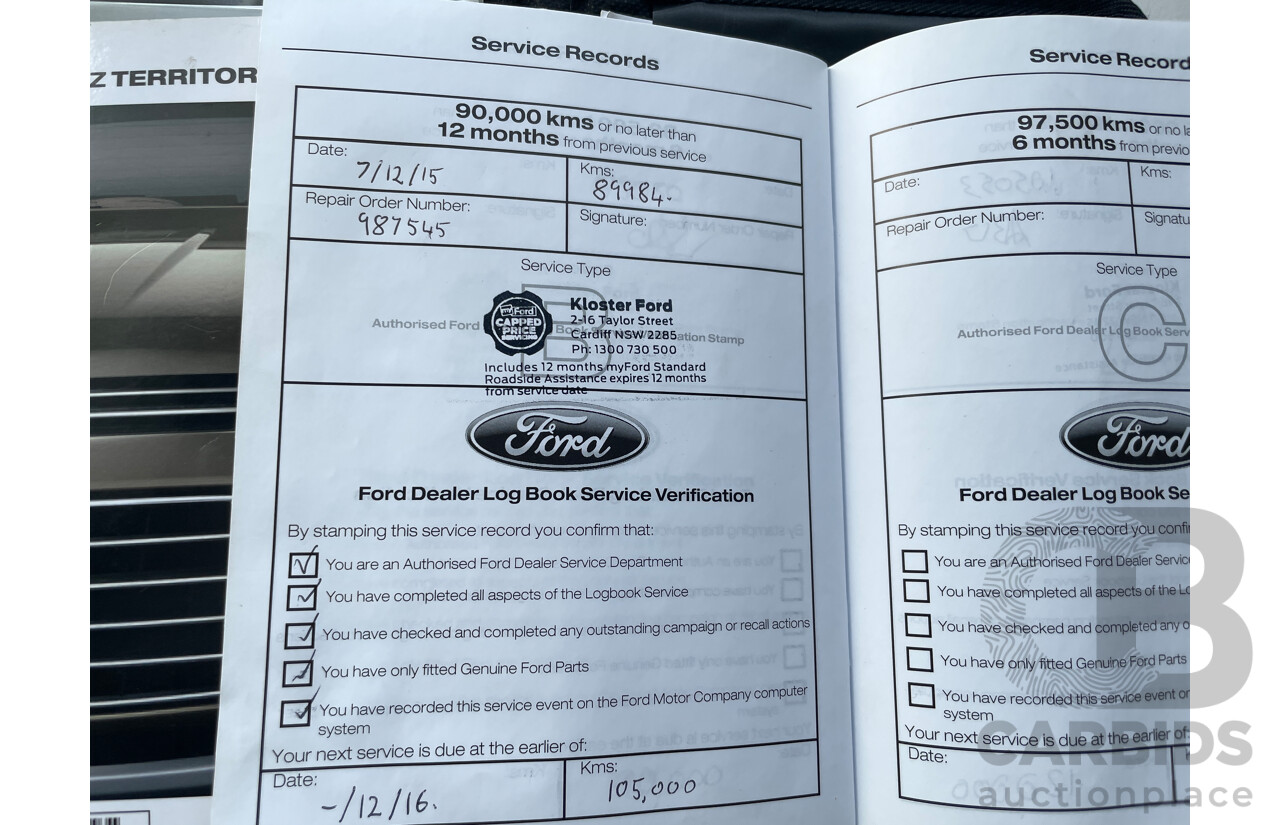 Z TERRITOR
Service Records
90,000 kms or no later than
12 months from previous service
Date:
7/12/15
Kms:
89984.
Repair Order Number:
987545
Signature:
Service Type
B
Authorised Ford
Book
ation Stamp
myFord
CAPPED
PRICE
SERVICING
Kloster Ford
2-16 Taylor Street
Cardiff NSW 2285
Ph: 1300 730 500
Includes 12 months myFord Standard
Roadside Assistance expires 12 months
from service date
Ford
Ford Dealer Log Book Service Verification
By stamping this service record you confirm that:
You are an Authorised Ford Dealer Service Department
You have completed all aspects of the Logbook Service
You have checked and completed any outstanding campaign or recall actions
You have only fitted Genuine Ford Parts
You have recorded this service event on the Ford Motor Company computer
system
Your next service is due at the earlier of:
Date:
-/12/16.
Kms:
105,000
Service Record
97,500 kms or no la
6 months from previo
Date:
Kms:
Repair Order Number:
Signatu
Service Type
C
Authorised Ford Dealer Log Book Serv
Ford
Ford Dealer Log Book Se
By stamping this service record you confir
You are an Authorised Ford Dealer Servic
You have completed all aspects of the Lo
You have checked and completed any o
You have only fitted Genuine Ford Parts
You have recorded this service event or
system
Your next service is due at the earlier of:
Date:
CARBIDS
auctionplace